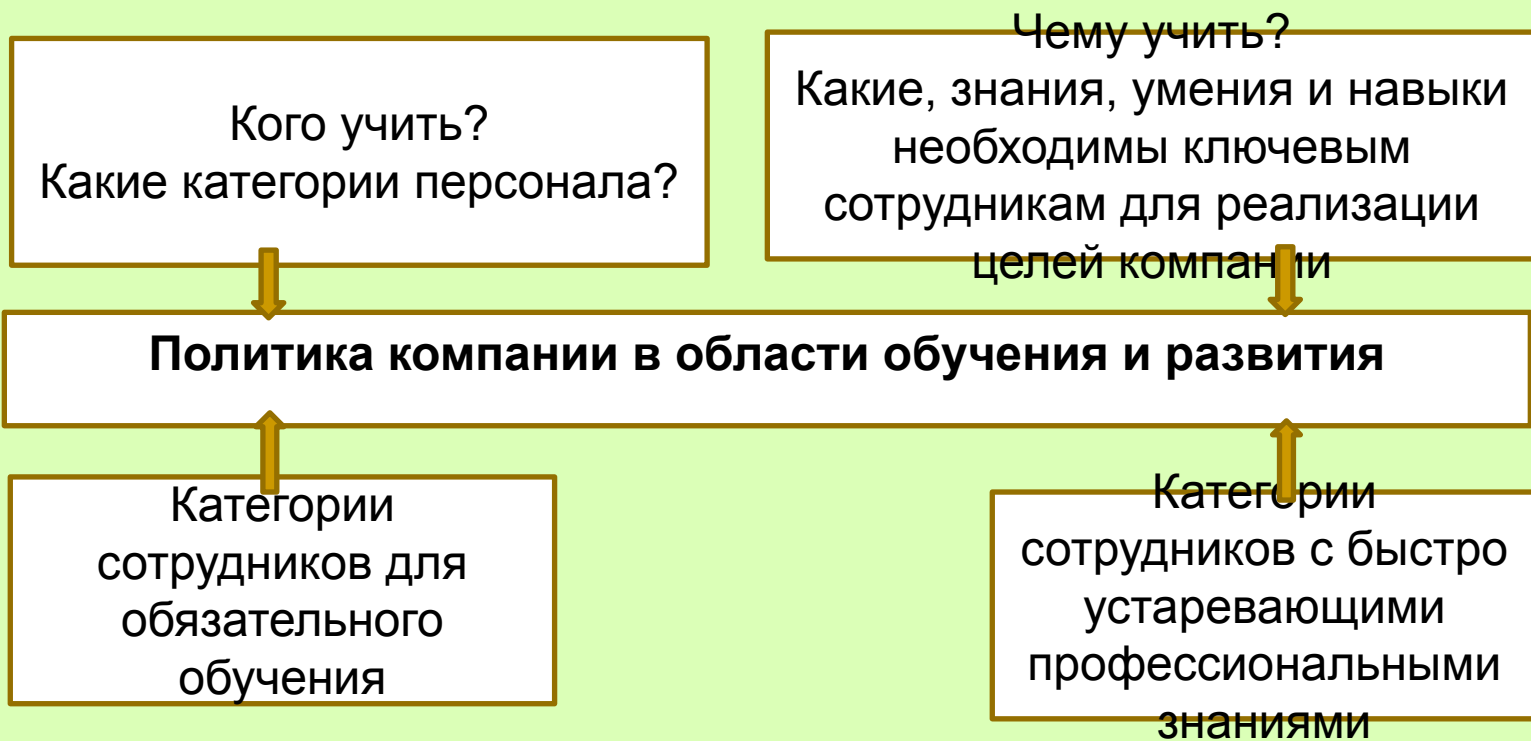 Кого учить?
Какие категории персонала?
Чему учить?
Какие, знания, умения и навыки
необходимы ключевым
сотрудникам для реализации
целей компании
Политика компании в области обучения и развития
Категории
сотрудников для
обязательного
обучения
Категории
сотрудников с быстро
устаревающими
профессиональными
знаниями